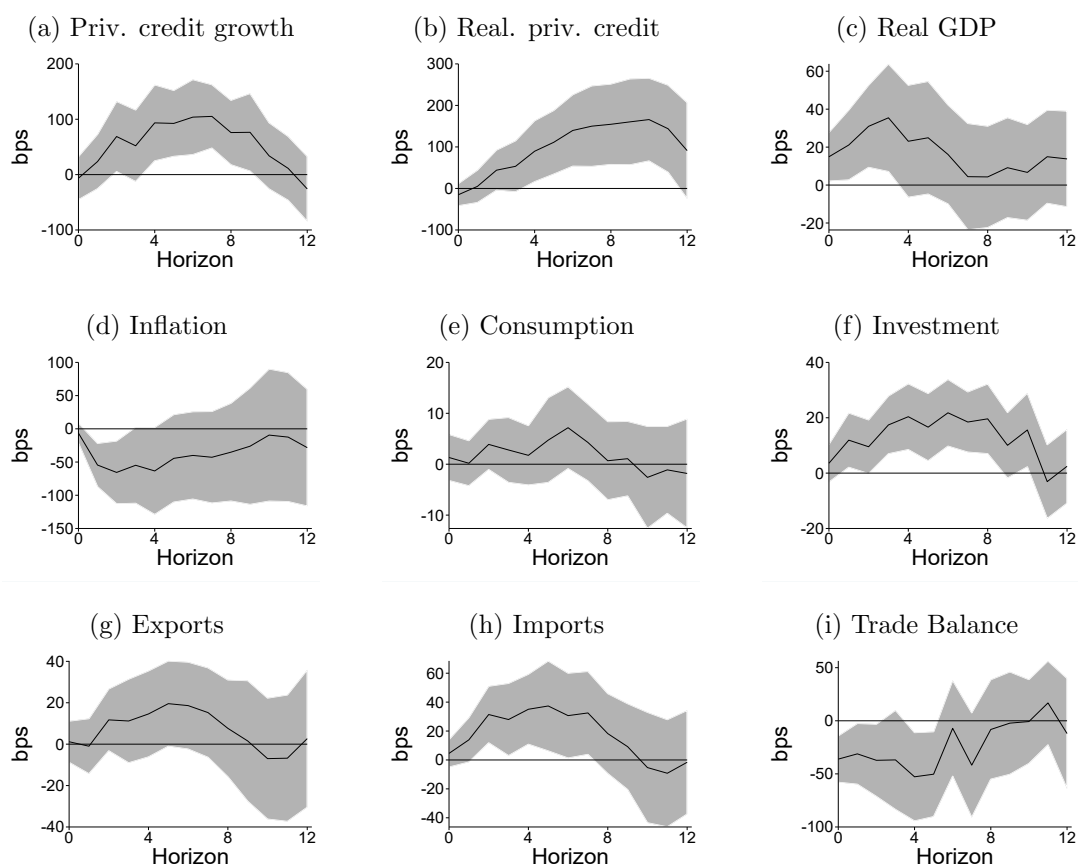 (a) Priv. credit growth
200
100
0
-100
bps
0 4 8 12
Horizon
(b) Real. priv. credit
300
200
100
0
-100
bps
0 4 8 12
Horizon
(c) Real GDP
60
40
20
0
-20
bps
0 4 8 12
Horizon
(d) Inflation
100
50
0
-50
-100
-150
bps
0 4 8 12
Horizon
(e) Consumption
20
10
0
-10
bps
0 4 8 12
Horizon
(f) Investment
40
20
0
-20
bps
0 4 8 12
Horizon
(g) Exports
40
20
0
-20
-40
bps
0 4 8 12
Horizon
(h) Imports
60
40
20
0
-20
-40
bps
0 4 8 12
Horizon
(i) Trade Balance
50
0
-50
-100
bps
0 4 8 12
Horizon